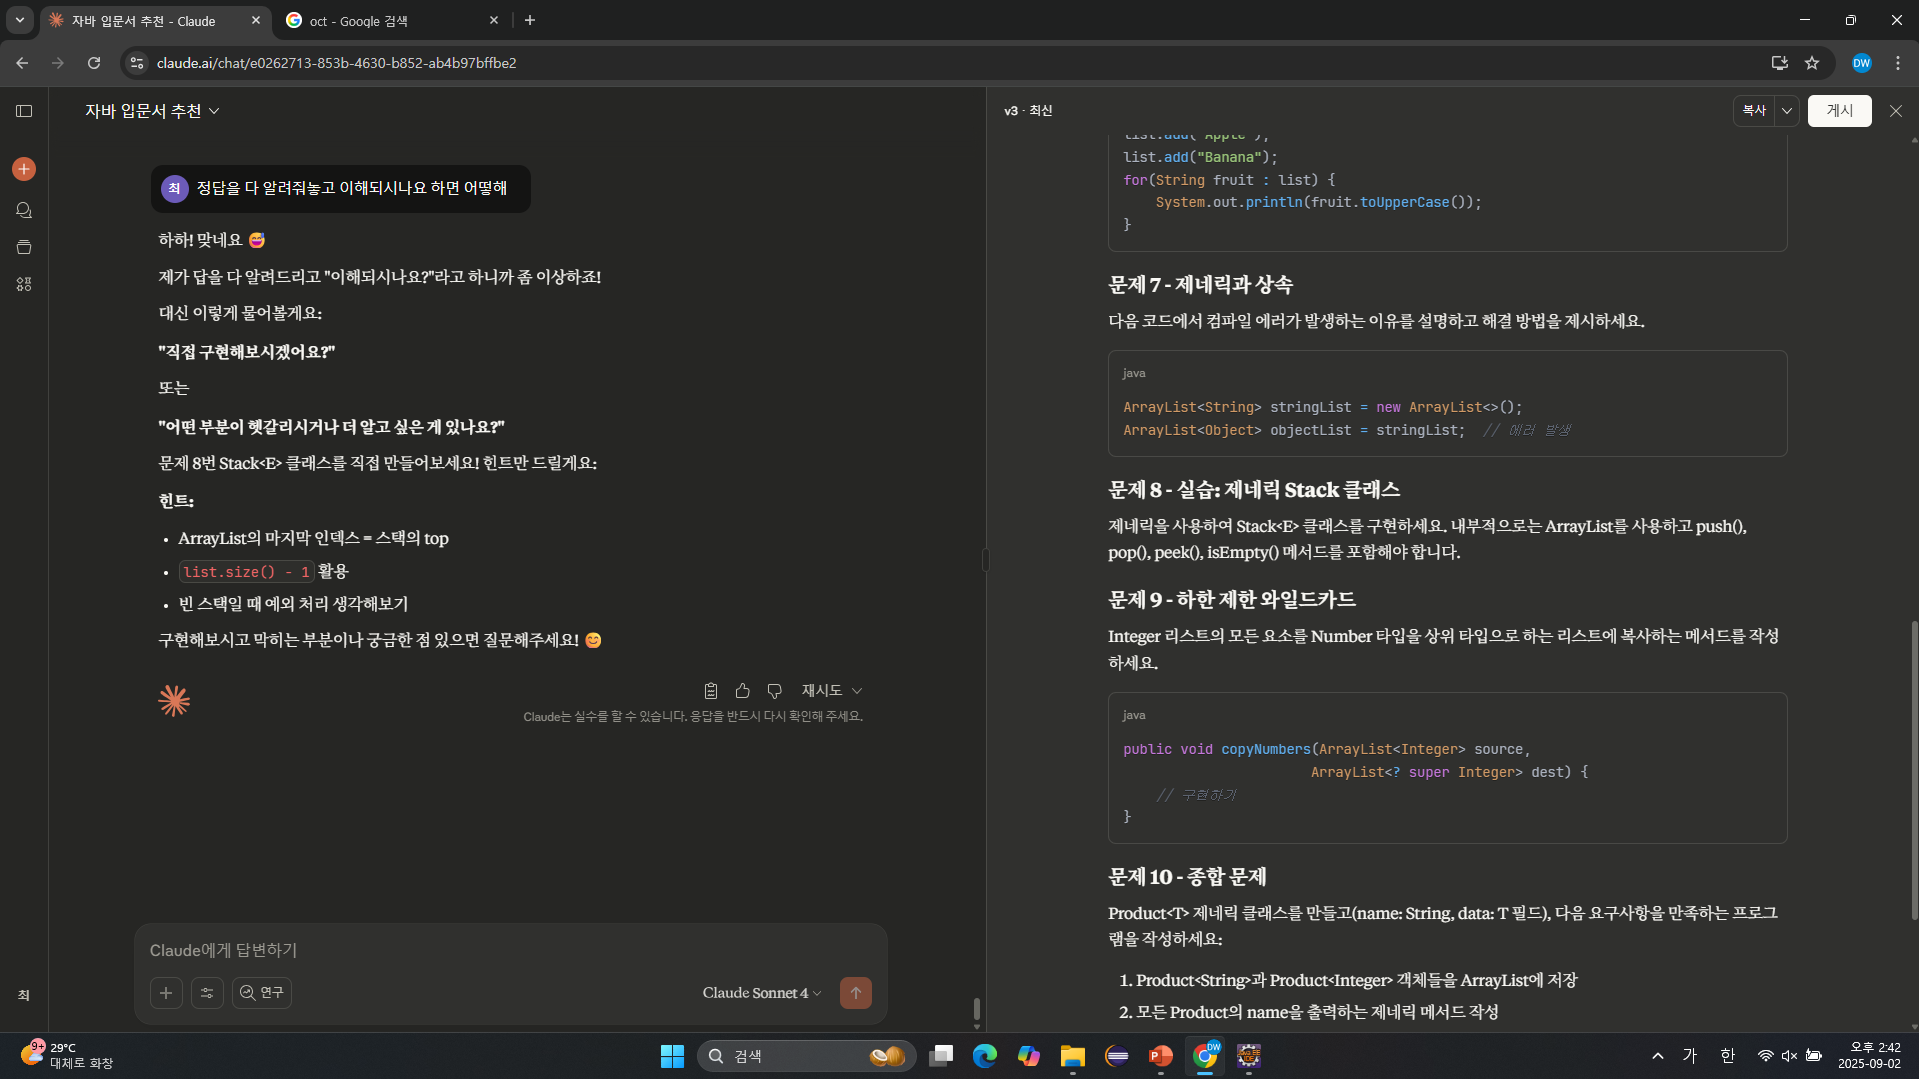 자바 입문서 추천 - Claude
oct - Google 검색
claude.ai/chat/e0262713-853b-4630-b852-ab4b97bffbe2
DW
자바 입문서 추천
최
정답을 다 알려줘놓고 이해되시나요 하면 어떨해
하하! 맞네요 😅
제가 답을 다 알려드리고 "이해되시나요?"라고 하니까 좀 이상하죠!
대신 이렇게 물어볼게요:
"직접 구현해보시겠어요?"
또는
"어떤 부분이 헷갈리시거나 더 알고 싶은 게 있나요?"
문제 8번 Stack<E> 클래스를 직접 만들어보세요! 힌트만 드릴게요:
힌트:
• ArrayList의 마지막 인덱스 = 스택의 top
• list.size() - 1 활용
• 빈 스택일 때 예외 처리 생각해보기
구현해보시고 막히는 부분이나 궁금한 점 있으면 질문해주세요! 😊
재시도
Claude는 실수를 할 수 있습니다. 응답을 반드시 다시 확인해 주세요.
Claude에게 답변하기
연구
Claude Sonnet 4
최
v3 · 최신
복사
게시
list.add("Apple");
list.add("Banana");
for(String fruit : list) {
    System.out.println(fruit.toUpperCase());
}
문제 7 - 제네릭과 상속
다음 코드에서 컴파일 에러가 발생하는 이유를 설명하고 해결 방법을 제시하세요.
java
ArrayList<String> stringList = new ArrayList<>();
ArrayList<Object> objectList = stringList;  // 에러 발생
문제 8 - 실습: 제네릭 Stack 클래스
제네릭을 사용하여 Stack<E> 클래스를 구현하세요. 내부적으로는 ArrayList를 사용하고 push(),
pop(), peek(), isEmpty() 메서드를 포함해야 합니다.
문제 9 - 하한 제한 와일드카드
Integer 리스트의 모든 요소를 Number 타입을 상위 타입으로 하는 리스트에 복사하는 메서드를 작성
하세요.
java
public void copyNumbers(ArrayList<Integer> source,
                       ArrayList<? super Integer> dest) {
    // 구현하기
}
문제 10 - 종합 문제
Product<T> 제네릭 클래스를 만들고(name: String, data: T 필드), 다음 요구사항을 만족하는 프로그
램을 작성하세요:
1. Product<String>과 Product<Integer> 객체들을 ArrayList에 저장
2. 모든 Product의 name을 출력하는 제네릭 메서드 작성
9+
29°C
대체로 화창
검색
DW
가
한
오후 2:42
2025-09-02